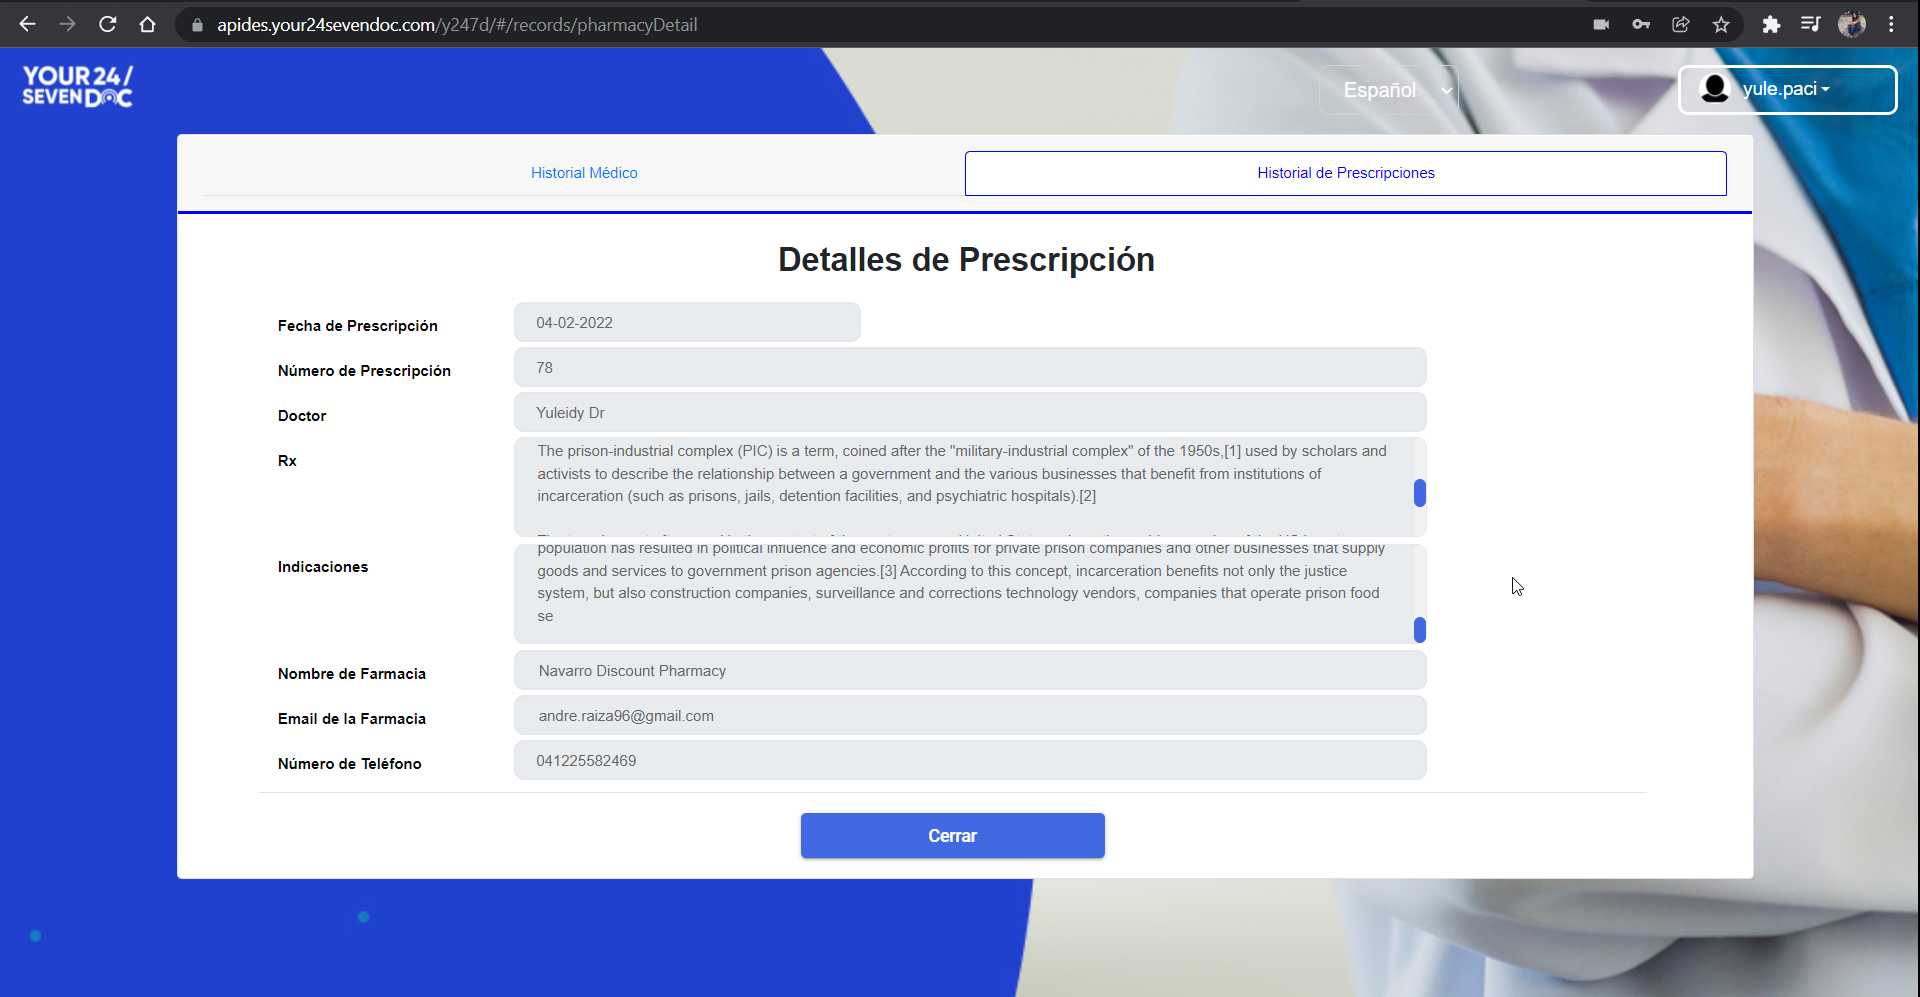 apides.your24sevendoc.com/y247d/#/records/pharmacyDetail
YOUR 24/
SEVEN DOC
Español
yule.paci
Historial Médico
Historial de Prescripciones
Detalles de Prescripción
Fecha de Prescripción
04-02-2022
Número de Prescripción
78
Doctor
Yuleidy Dr
Rx
The prison-industrial complex (PIC) is a term, coined after the "military-industrial complex" of the 1950s,[1] used by scholars and
activists to describe the relationship between a government and the various businesses that benefit from institutions of
incarceration (such as prisons, jails, detention facilities, and psychiatric hospitals).[2]
Indicaciones
population has resulted in political influence and economic profits for private prison companies and other businesses that supply
goods and services to government prison agencies.[3] According to this concept, incarceration benefits not only the justice
system, but also construction companies, surveillance and corrections technology vendors, companies that operate prison food
se
Nombre de Farmacia
Navarro Discount Pharmacy
Email de la Farmacia
andre.raiza96@gmail.com
Número de Teléfono
041225582469
Cerrar